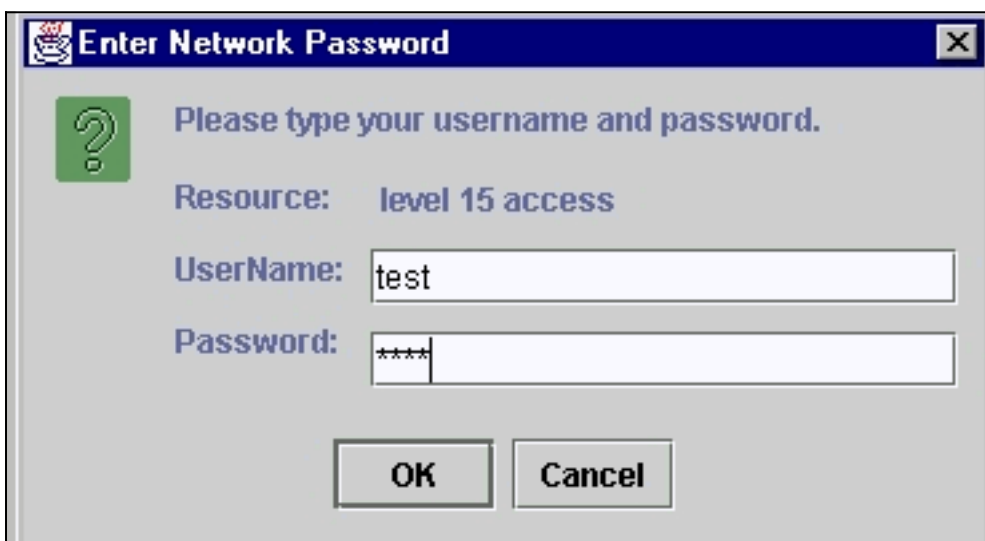 Enter Network Password
Please type your username and password.
Resource: level 15 access
UserName: test
Password: ****
OK Cancel